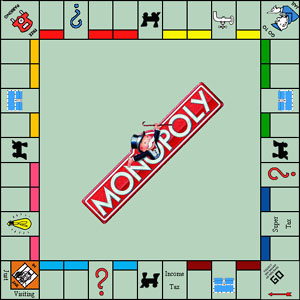 MONOPOLY
Just
Visiting
Income
Tax
Super
Tax
GO